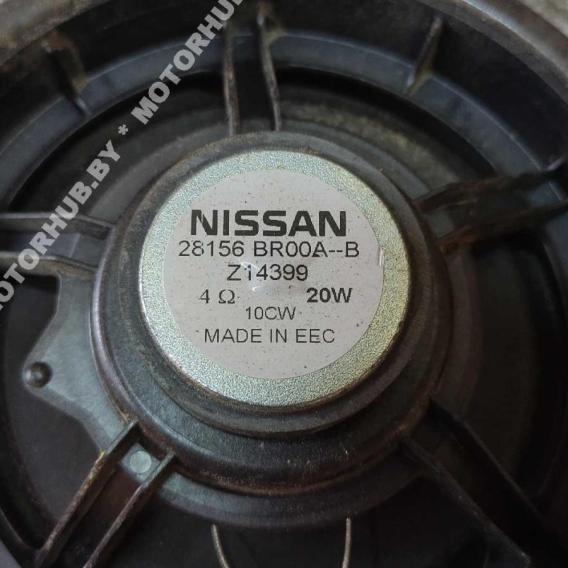 MOTORHUB.BY * MOTORHUB
NISSAN
28156 BR00A--B
Z14399
4 Ω 20W
10CW
MADE IN EEC